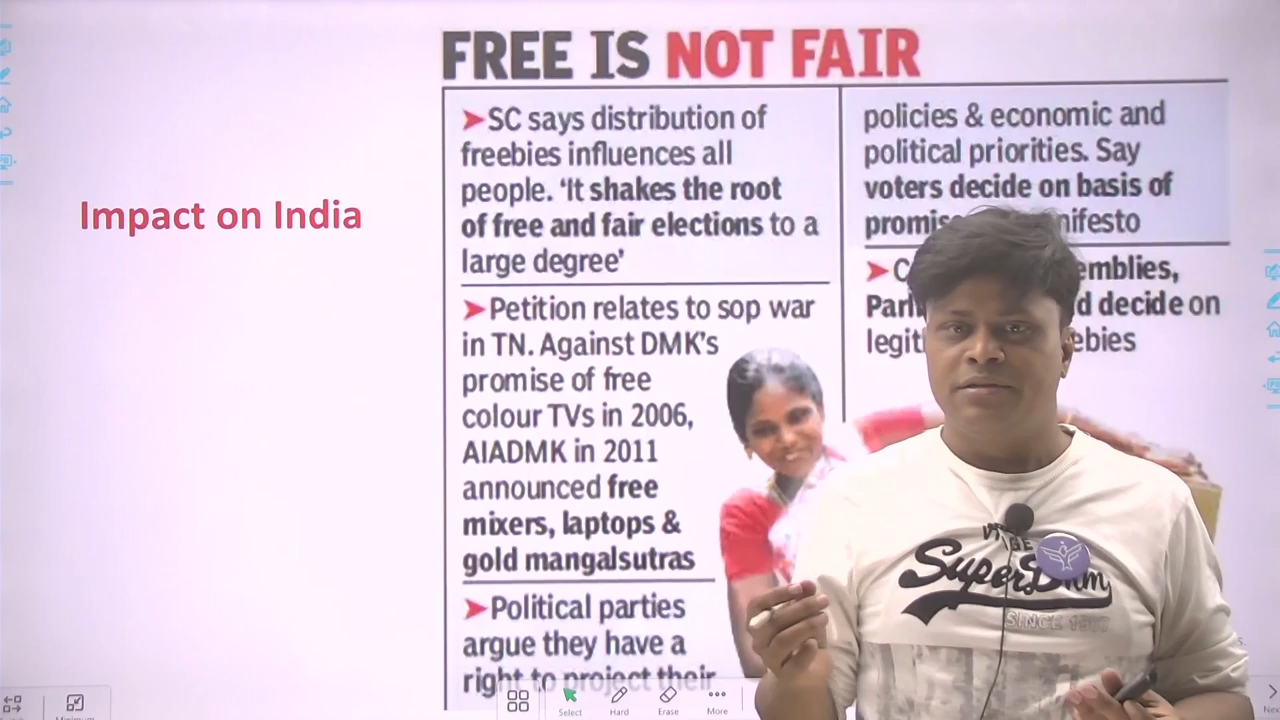 FREE IS NOT FAIR
Impact on India
➤SC says distribution of
freebies influences all
people. ‘It shakes the root
of free and fair elections to a
large degree’
➤Petition relates to sop war
in TN. Against DMK’s
promise of free
colour TVs in 2006,
AIADMK in 2011
announced free
mixers, laptops &
gold mangalsutras
➤Political parties
argue they have a
right to project their
policies & economic and
political priorities. Say
voters decide on basis of
➤
decide on
SuperDry
SINCE
Select
Hard
Erase
More